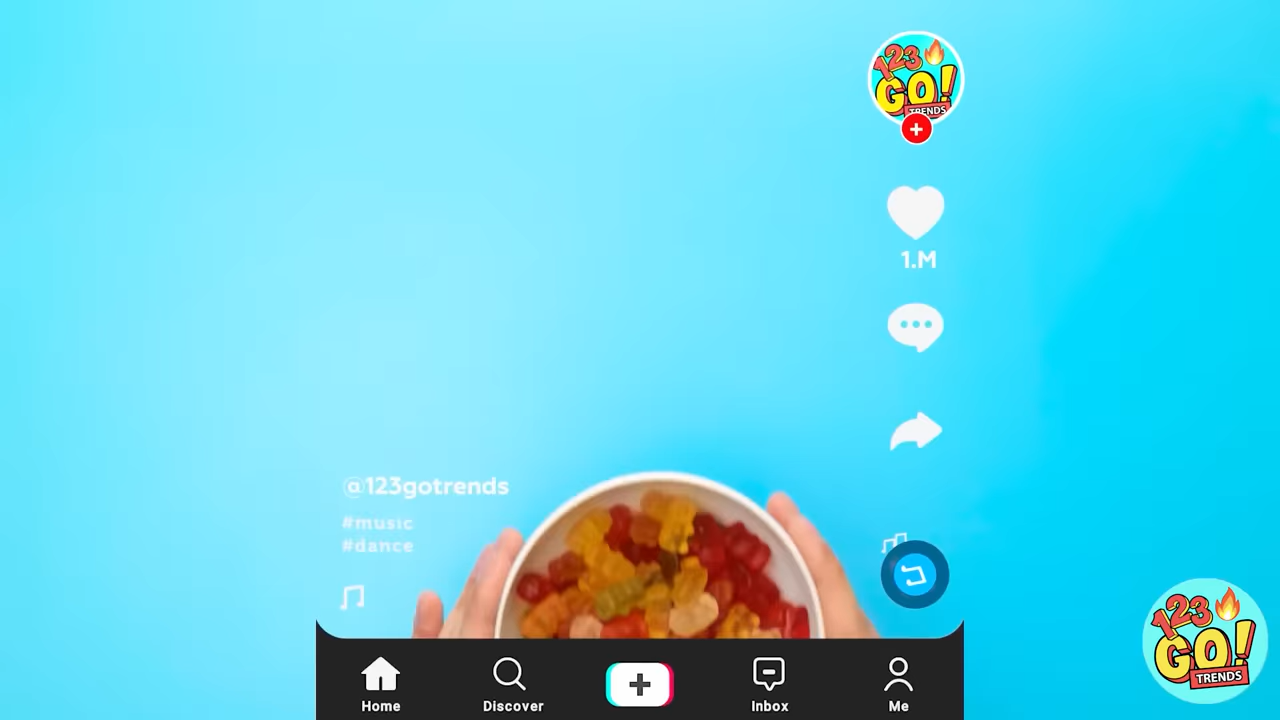 123
GO!
TRENDS
1.M
@123gotrends
#music
#dance
Home
Discover
Inbox
Me
123
GO!
TRENDS